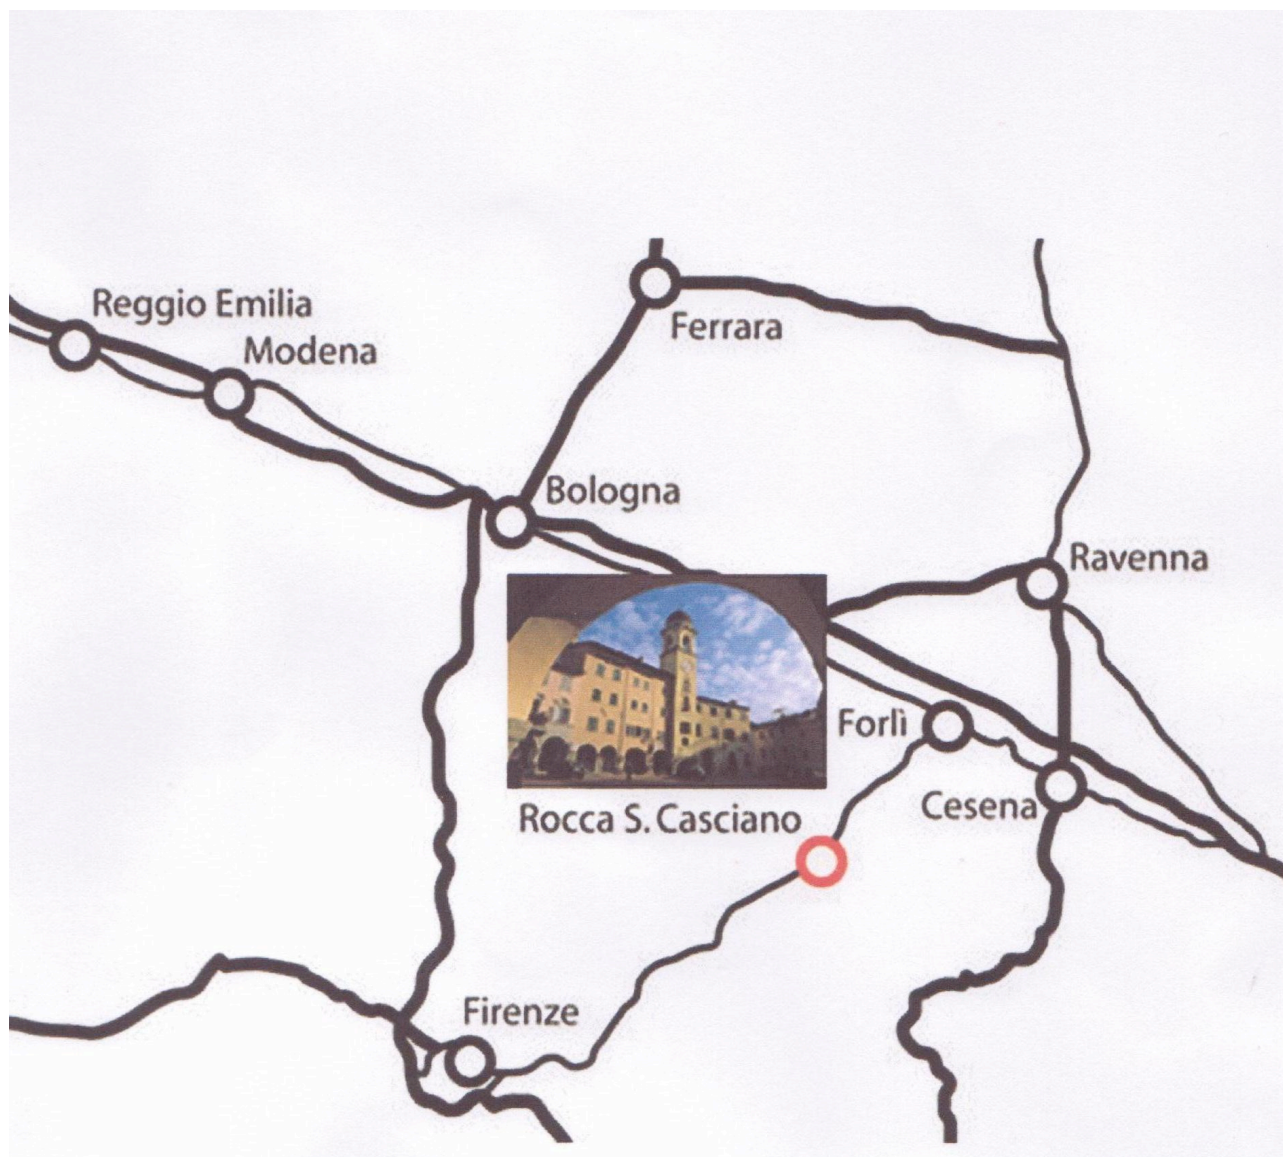 Reggio Emilia
Modena
Ferrara
Bologna
Ravenna
Forlì
Cesena
Rocca S. Casciano
Firenze